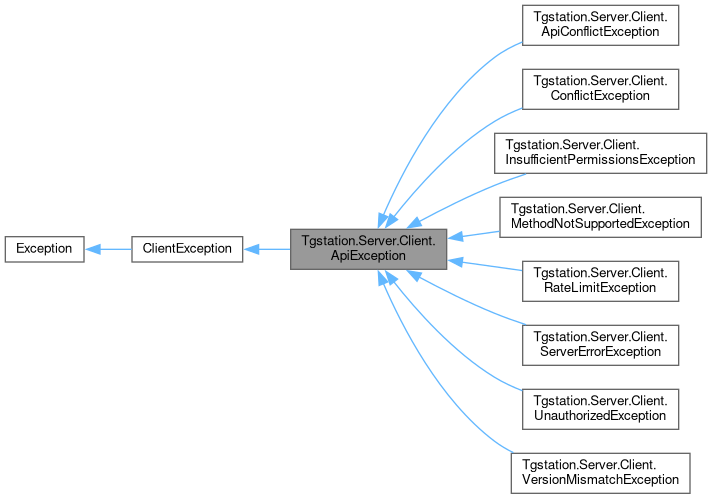 Exception
ClientException
Tgstation.Server.Client.
ApiException
Tgstation.Server.Client.
ApiConflictException
Tgstation.Server.Client.
ConflictException
Tgstation.Server.Client.
InsufficientPermissionsException
Tgstation.Server.Client.
MethodNotSupportedException
Tgstation.Server.Client.
RateLimitException
Tgstation.Server.Client.
ServerErrorException
Tgstation.Server.Client.
UnauthorizedException
Tgstation.Server.Client.
VersionMismatchException